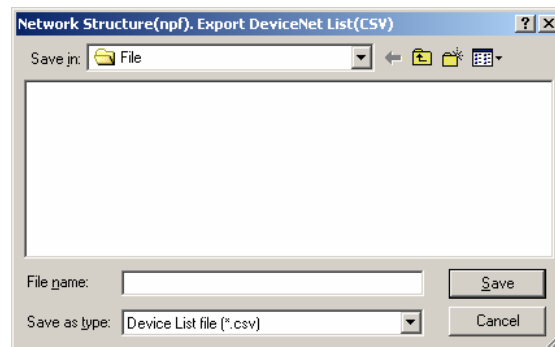 Network Structure(npf). Export DeviceNet List(CSV)
Save in: File
File name:
Save
Save as type: Device List file (*.csv)
Cancel